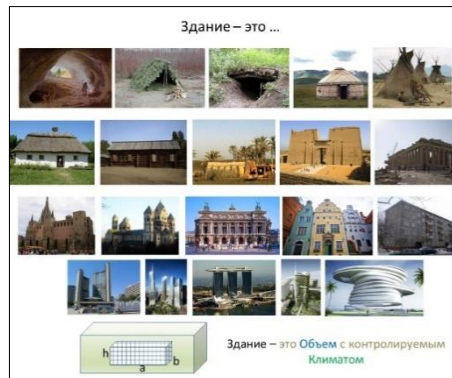 Здание – это ...
h
b
a
Здание – это Объем с контролируемым
Климатом